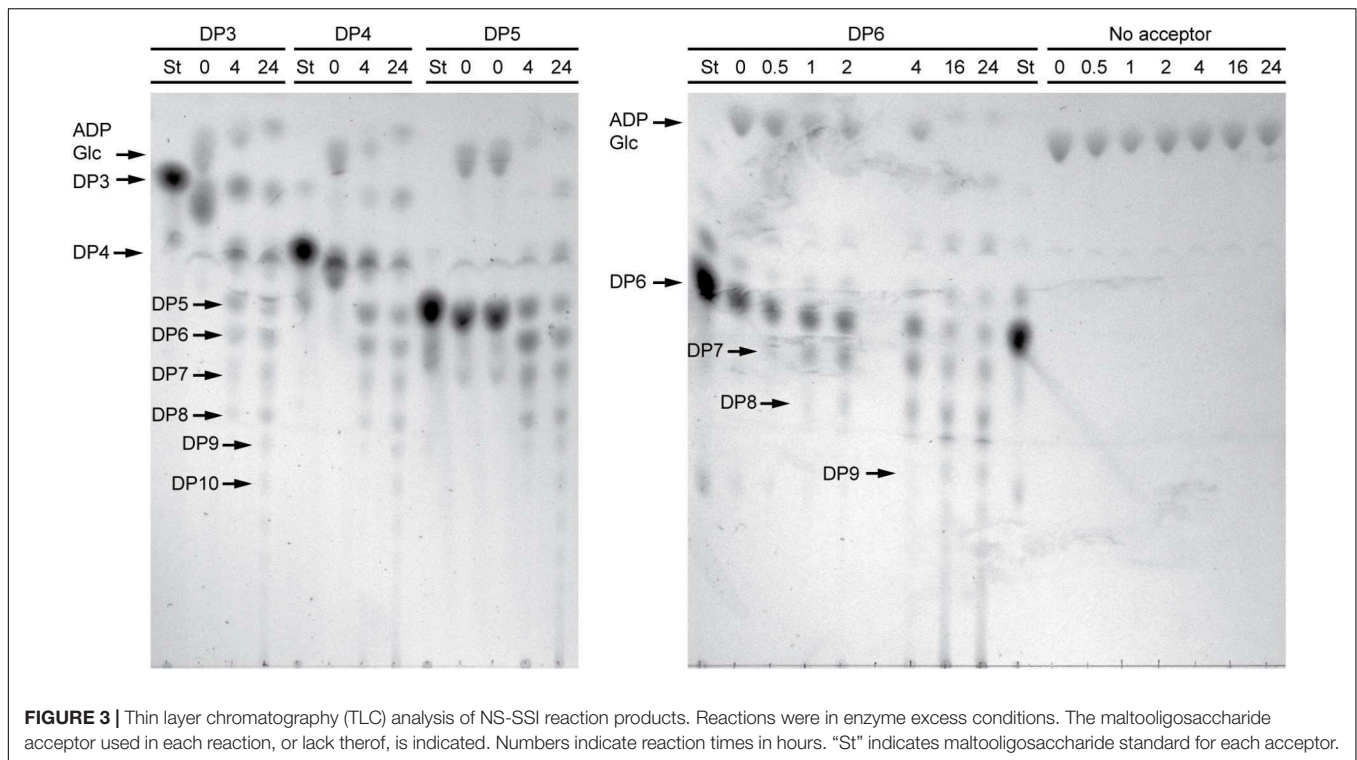 DP3 DP4 DP5
St 0 4 24 St 0 4 24 St 0 0 4 24
ADP
Glc
DP3
DP4
DP5
DP6
DP7
DP8
DP9
DP10
DP6 No acceptor
St 0 0.5 1 2 4 16 24 St 0 0.5 1 2 4 16 24
ADP
Glc
DP6
DP7
DP8
DP9
FIGURE 3 | Thin layer chromatography (TLC) analysis of NS-SSI reaction products. Reactions were in enzyme excess conditions. The maltooligosaccharide
acceptor used in each reaction, or lack therof, is indicated. Numbers indicate reaction times in hours. “St” indicates maltooligosaccharide standard for each acceptor.